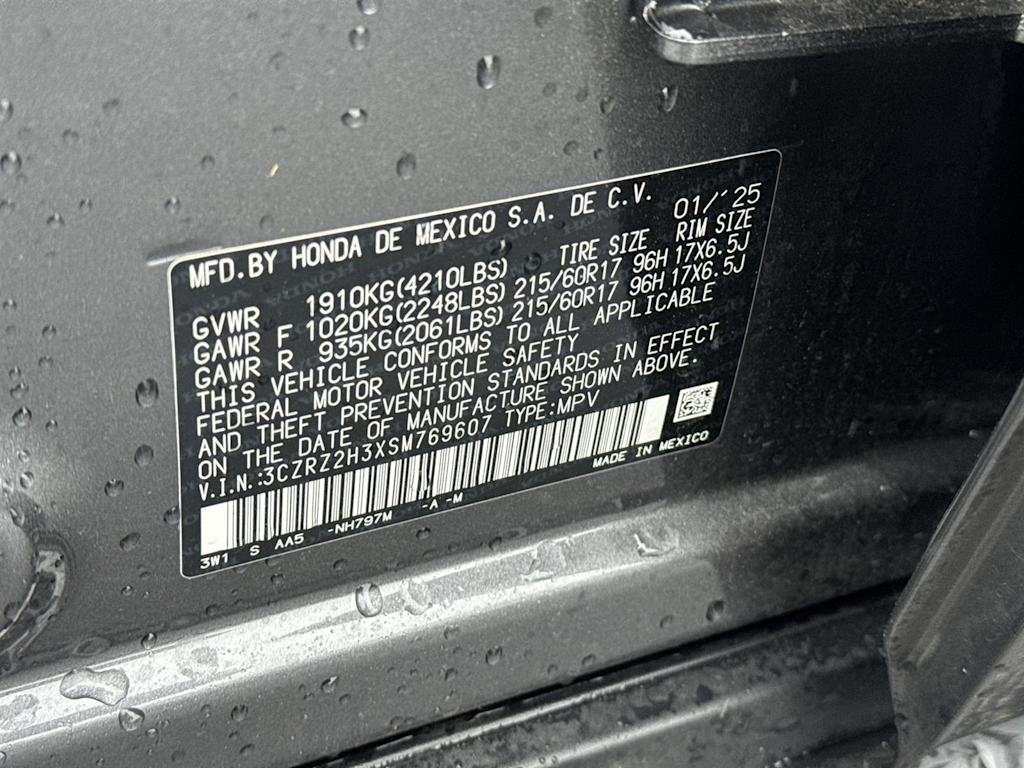 MFD.BY HONDA DE MEXICO S.A. DE C.V. 01/'25
GVWR 1910KG(4210LBS) TIRE SIZE RIM SIZE
GAWR F 1020KG(2248LBS) 215/60R17 96H 17X6.5J
GAWR R 935KG(2061LBS) 215/60R17 96H 17X6.5J
THIS VEHICLE CONFORMS TO ALL APPLICABLE
FEDERAL MOTOR VEHICLE SAFETY
AND THEFT PREVENTION STANDARDS IN EFFECT
ON THE DATE OF MANUFACTURE SHOWN ABOVE.
V.I.N.:3CZRZ2H3XSM769607 TYPE:MPV
MADE IN MEXICO
3W1 S AA5 -NH797M -A -M